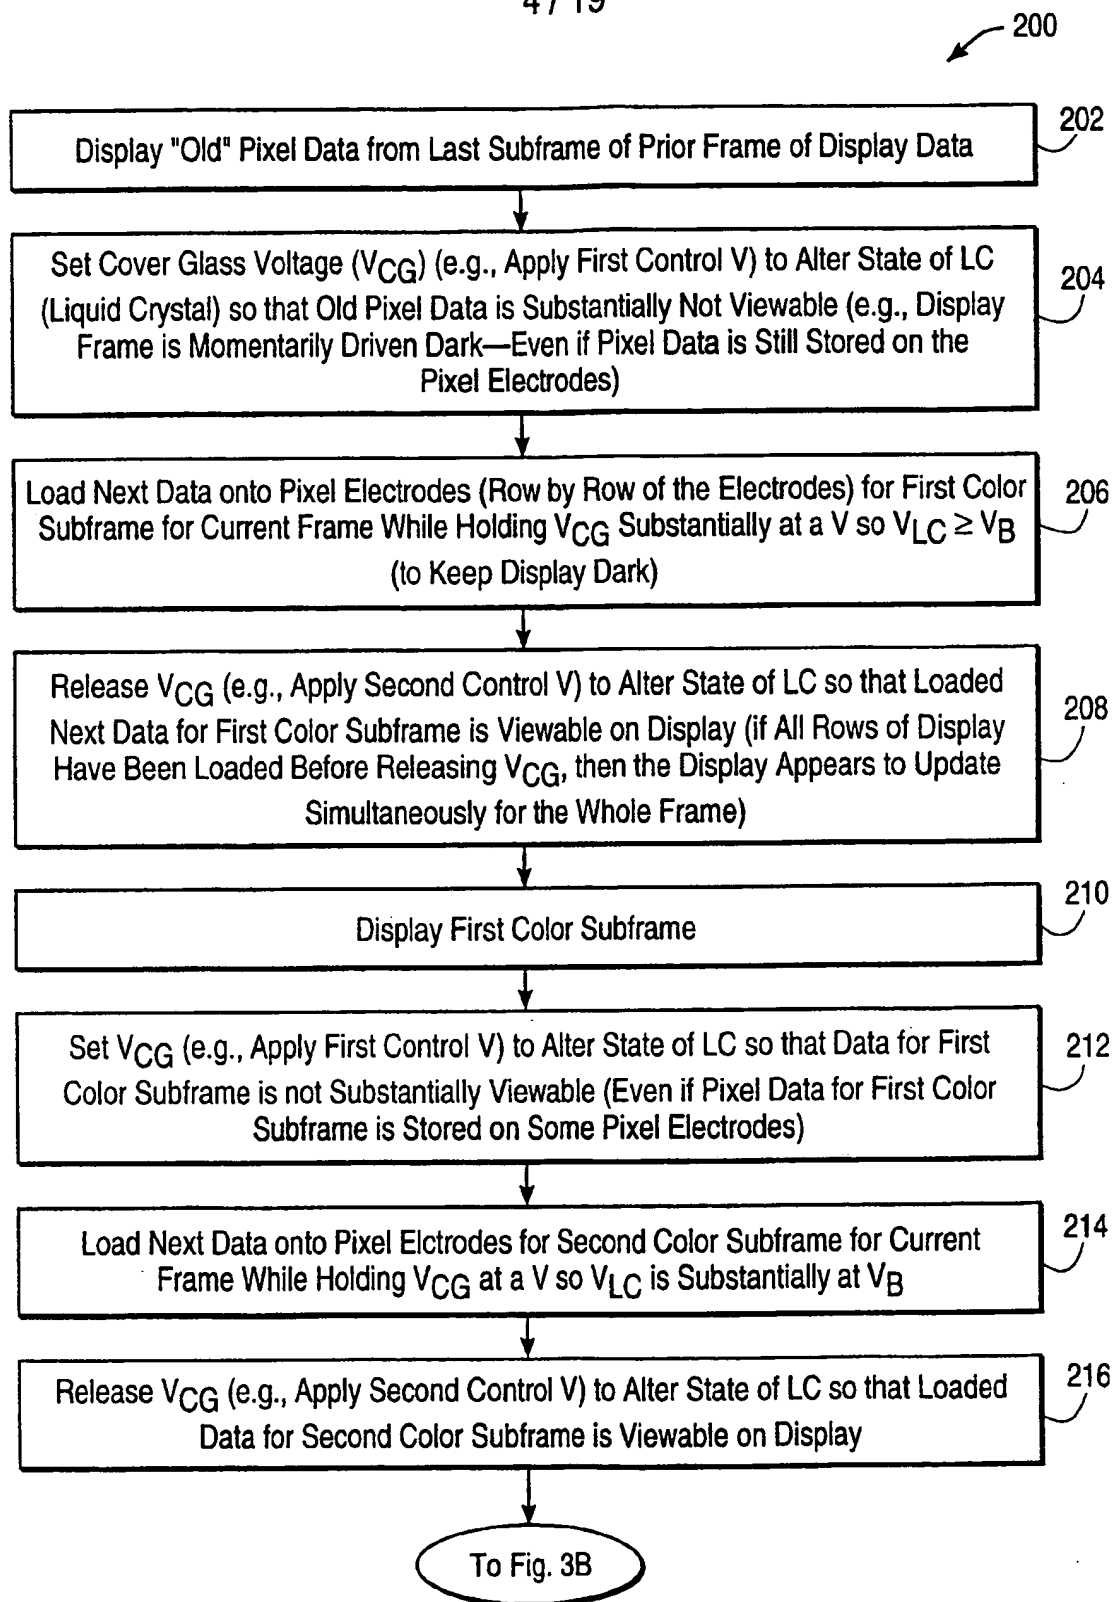 4 / 19
200
Display "Old" Pixel Data from Last Subframe of Prior Frame of Display Data
202
Set Cover Glass Voltage (VCG) (e.g., Apply First Control V) to Alter State of LC
(Liquid Crystal) so that Old Pixel Data is Substantially Not Viewable (e.g., Display
Frame is Momentarily Driven Dark—Even if Pixel Data is Still Stored on the
Pixel Electrodes)
204
Load Next Data onto Pixel Electrodes (Row by Row of the Electrodes) for First Color
Subframe for Current Frame While Holding VCG Substantially at a V so VLC ≥ VB
(to Keep Display Dark)
206
Release VCG (e.g., Apply Second Control V) to Alter State of LC so that Loaded
Next Data for First Color Subframe is Viewable on Display (if All Rows of Display
Have Been Loaded Before Releasing VCG, then the Display Appears to Update
Simultaneously for the Whole Frame)
208
Display First Color Subframe
210
Set VCG (e.g., Apply First Control V) to Alter State of LC so that Data for First
Color Subframe is not Substantially Viewable (Even if Pixel Data for First Color
Subframe is Stored on Some Pixel Electrodes)
212
Load Next Data onto Pixel Elctrodes for Second Color Subframe for Current
Frame While Holding VCG at a V so VLC is Substantially at VB
214
Release VCG (e.g., Apply Second Control V) to Alter State of LC so that Loaded
Data for Second Color Subframe is Viewable on Display
216
To Fig. 3B